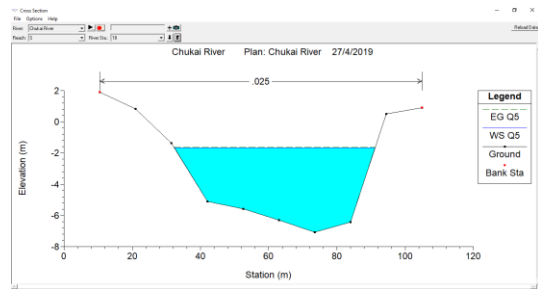 Cross Section
File Options Help
River: Chukai River
Reach: 0 River Sta.: 18
Reload Data
Chukai River Plan: Chukai River 27/4/2019
.025
Legend
EG Q5
WS Q5
Ground
Bank Sta
Elevation (m)
2
0
-2
-4
-6
-8
0 20 40 60 80 100 120
Station (m)